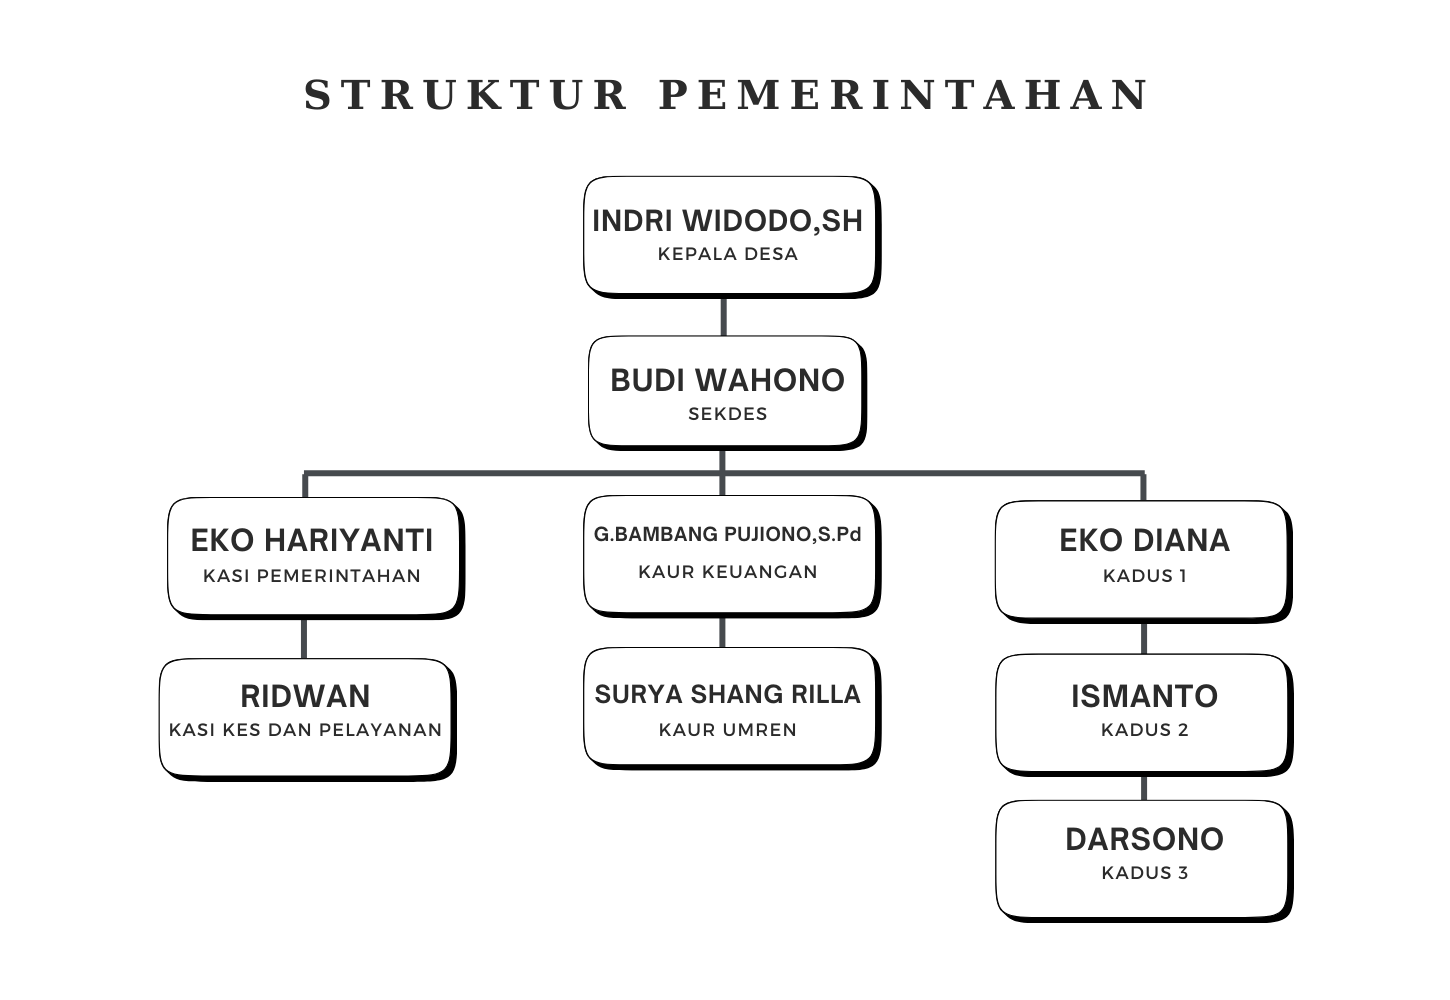 STRUKTUR PEMERINTAHAN
INDRI WIDODO,SH
KEPALA DESA
BUDI WAHONO
SEKDES
EKO HARIYANTI
KASI PEMERINTAHAN
G.BAMBANG PUJIONO,S.Pd
KAUR KEUANGAN
EKO DIANA
KADUS 1
RIDWAN
KASI KES DAN PELAYANAN
SURYA SHANG RILLA
KAUR UMREN
ISMANTO
KADUS 2
DARSONO
KADUS 3